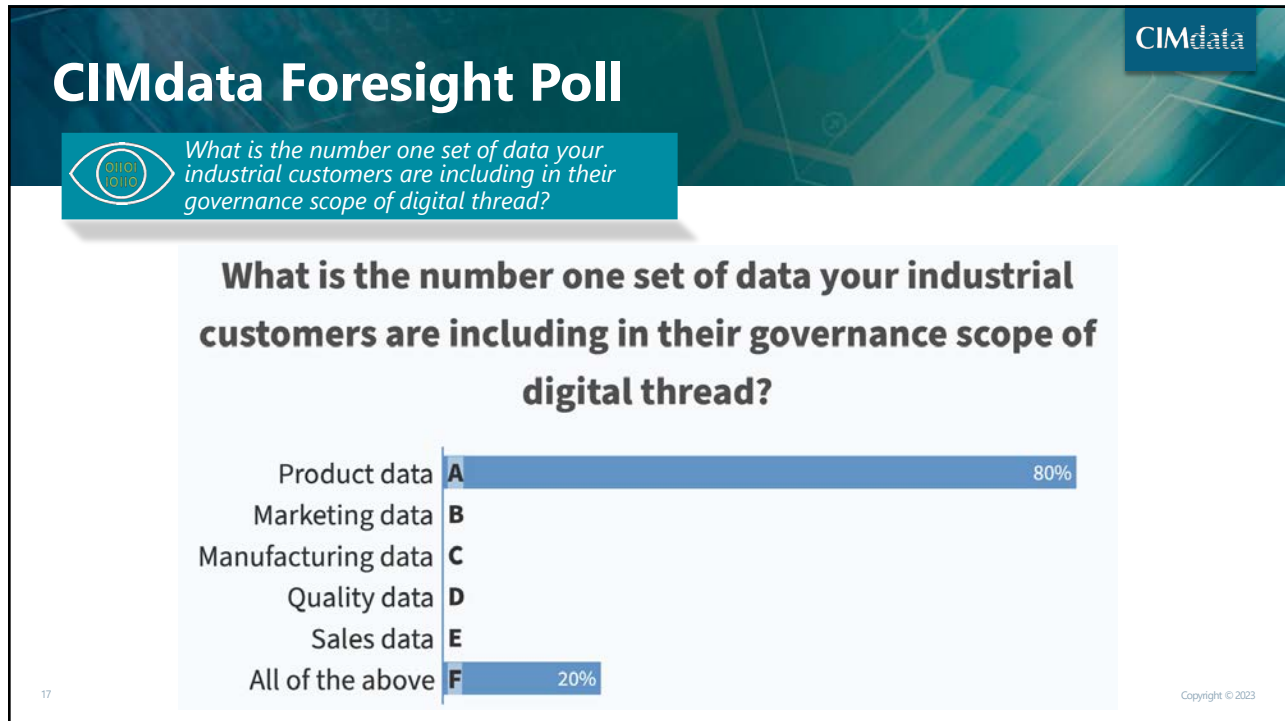 CIMdata
CIMdata Foresight Poll
01101
10110
What is the number one set of data your
industrial customers are including in their
governance scope of digital thread?
What is the number one set of data your industrial
customers are including in their governance scope of
digital thread?
Product data A 80%
Marketing data B
Manufacturing data C
Quality data D
Sales data E
All of the above F 20%
17
Copyright © 2023